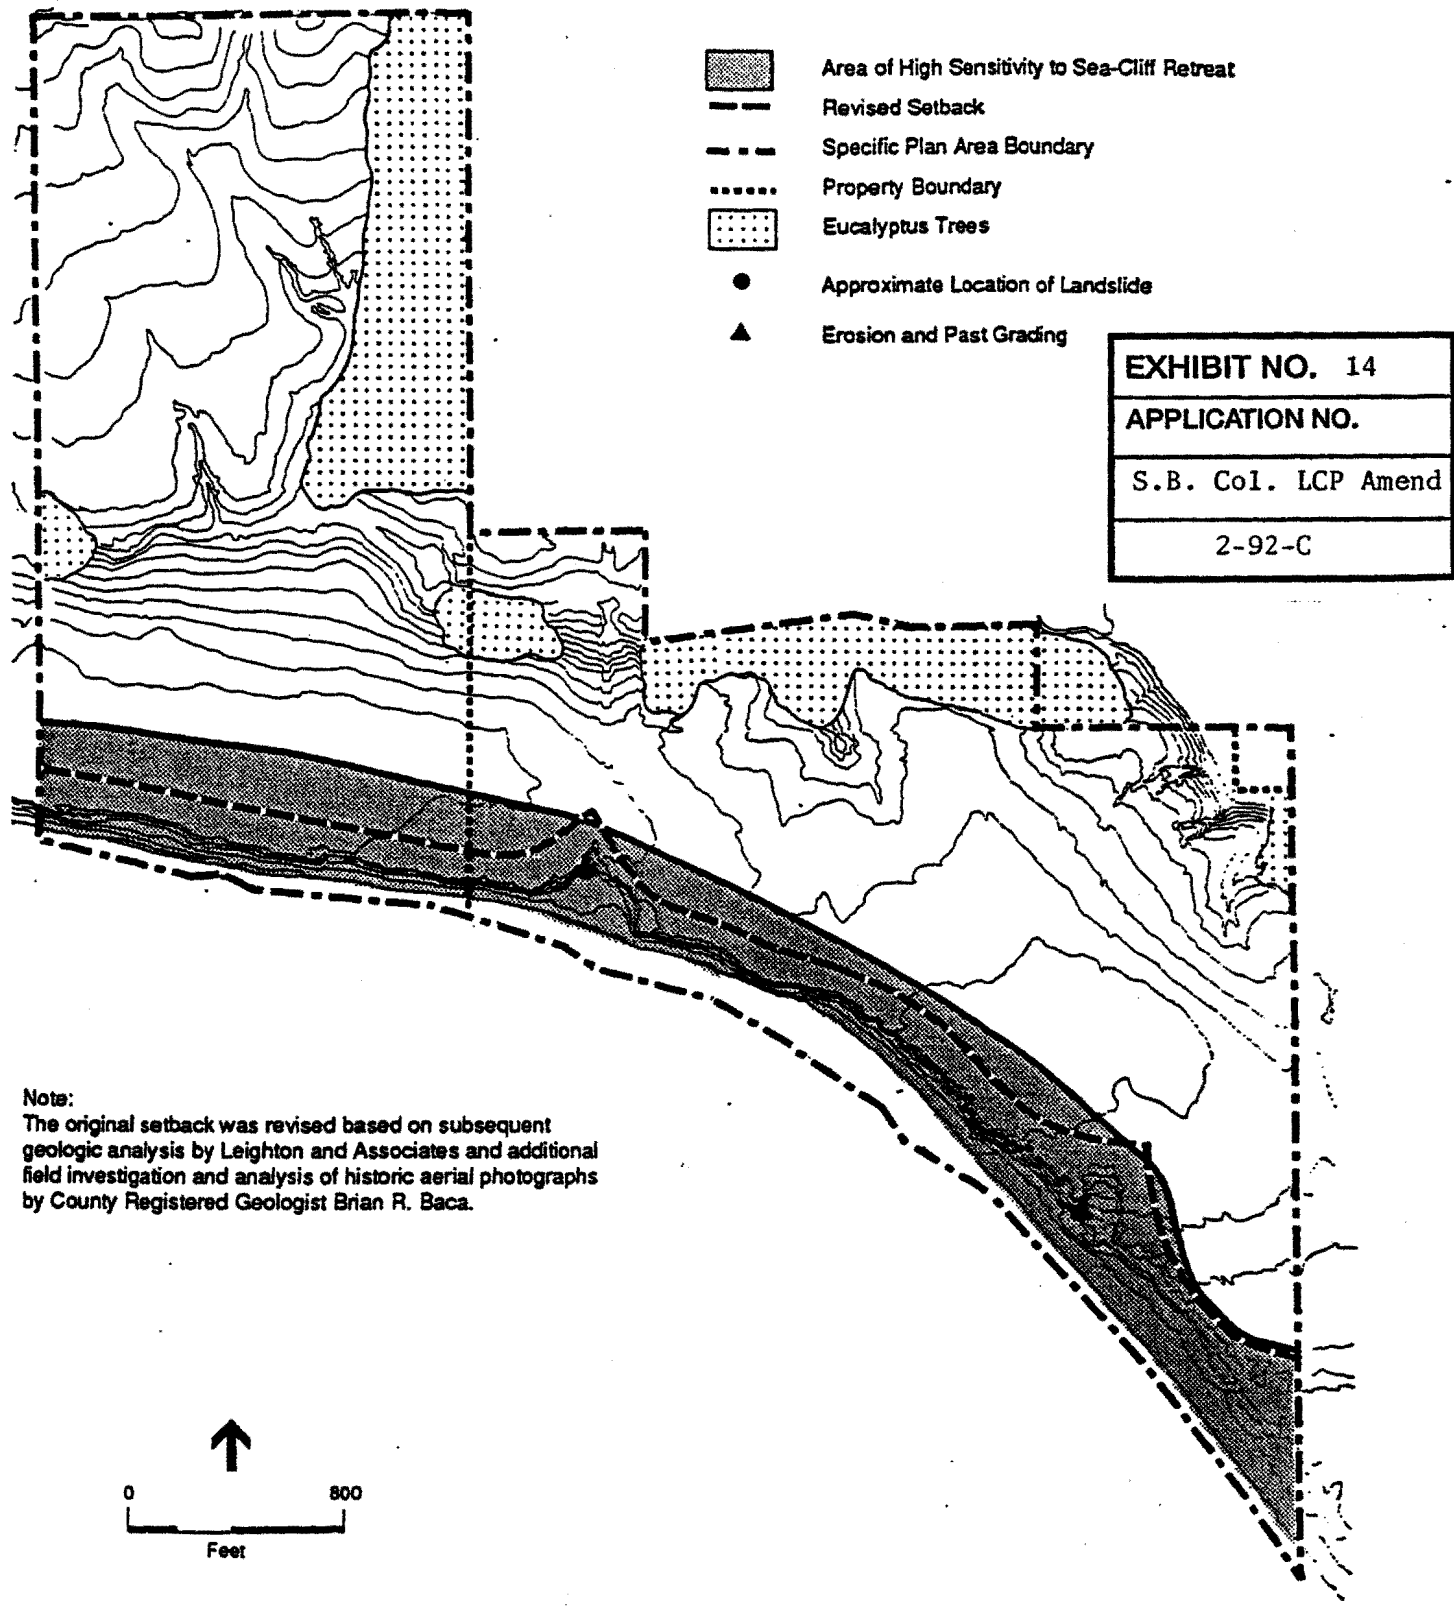 Area of High Sensitivity to Sea-Cliff Retreat
Revised Setback
Specific Plan Area Boundary
Property Boundary
Eucalyptus Trees
Approximate Location of Landslide
Erosion and Past Grading
EXHIBIT NO. 14
APPLICATION NO.
S.B. Col. LCP Amend
2-92-C
Note:
The original setback was revised based on subsequent
geologic analysis by Leighton and Associates and additional
field investigation and analysis of historic aerial photographs
by County Registered Geologist Brian R. Baca.
0 800
Feet